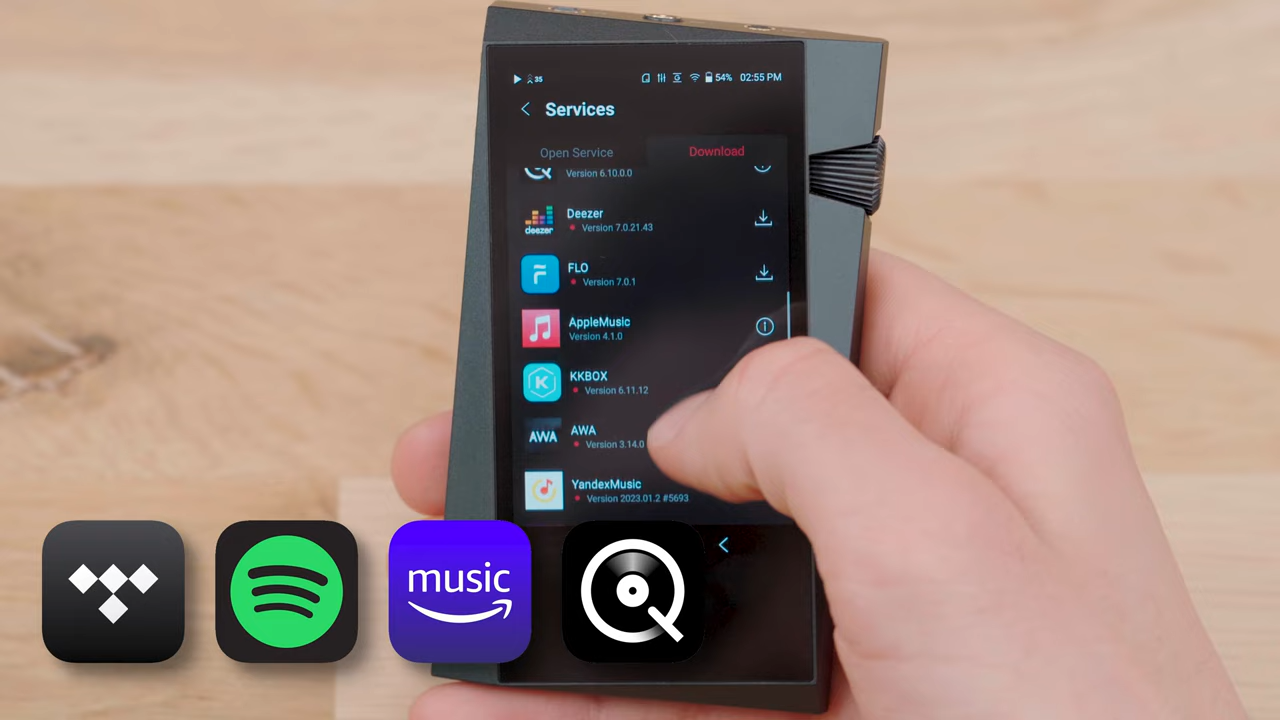 35 54% 02:55 PM
Services
Open Service Download
Version 6.10.0.0
Deezer
deezer
Version 7.0.21.43
FLO
Version 7.0.1
AppleMusic
Version 4.1.0
KKBOX
Version 6.11.12
AWA
AWA
Version 3.14.0
YandexMusic
Version 2023.01.2 #5693
music